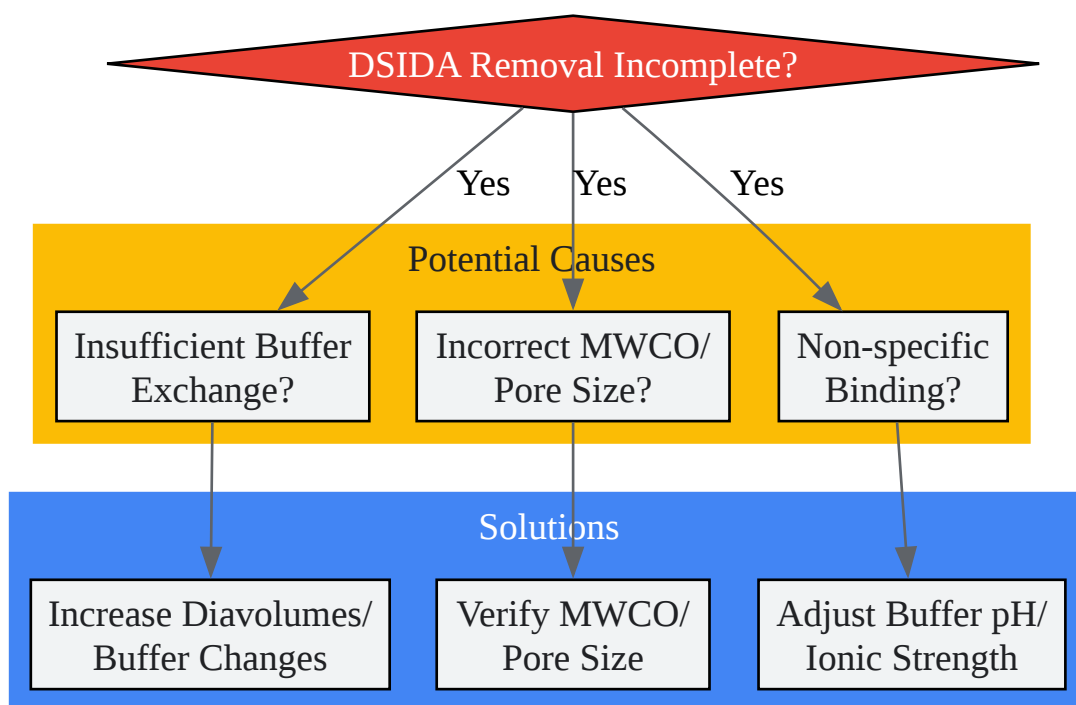 DSIDA Removal Incomplete?
Yes
Yes
Yes
Potential Causes
Insufficient Buffer
Exchange?
Incorrect MWCO/
Pore Size?
Non-specific
Binding?
Solutions
Increase Diavolumes/
Buffer Changes
Verify MWCO/
Pore Size
Adjust Buffer pH/
Ionic Strength